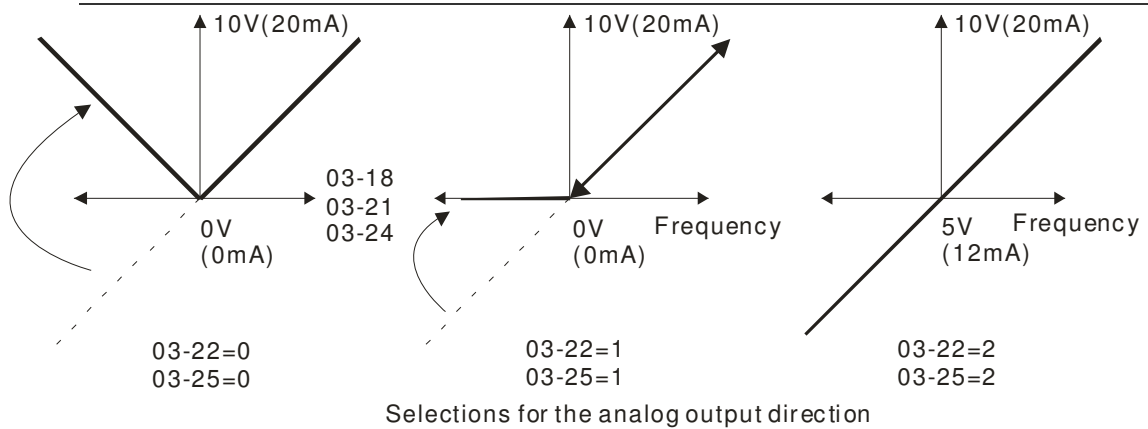 10V(20mA)
03-18
03-21
03-24
0V
(0mA)
03-22=0
03-25=0
10V(20mA)
0V
(0mA)
Frequency
03-22=1
03-25=1
10V(20mA)
5V
(12mA)
Frequency
03-22=2
03-25=2
Selections for the analog output direction